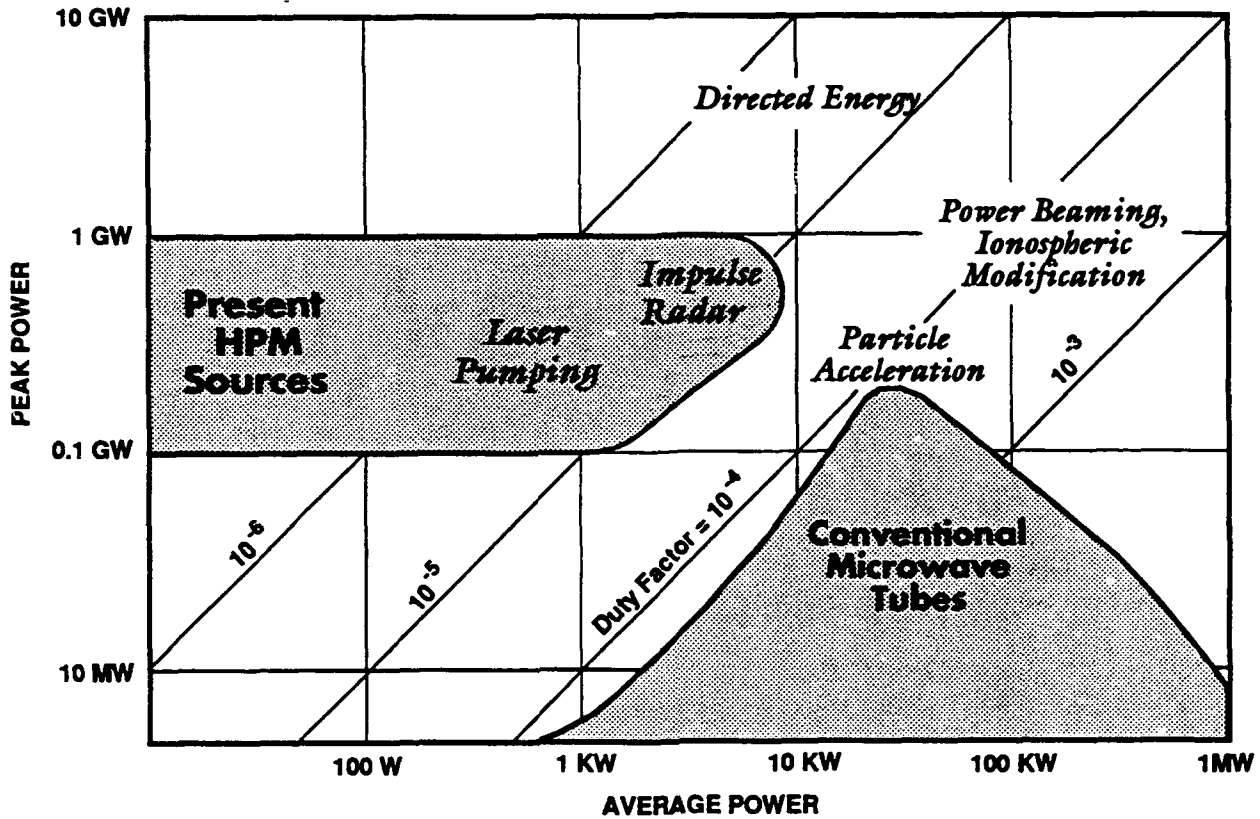 10 GW
1 GW
0.1 GW
10 MW
PEAK POWER
Directed Energy
Power Beaming,
Ionospheric
Modification
Impulse
Radar
Present
HPM
Sources
Laser
Pumping
Particle
Acceleration
10⁻³
10⁻⁶
10⁻⁵
Duty Factor = 10⁻⁴
Conventional
Microwave
Tubes
100 W
1 KW
10 KW
100 KW
1MW
AVERAGE POWER